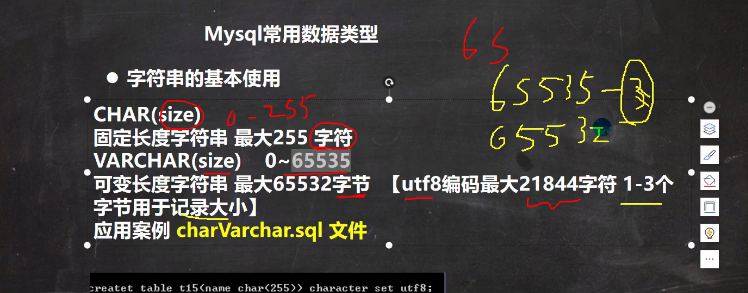 Mysql常用数据类型
65
● 字符串的基本使用
65535-3
65532
CHAR(size) 0-255
固定长度字符串 最大255 字符
VARCHAR(size) 0~65535
可变长度字符串 最大65532字节 【utf8编码最大21844字符 1-3个
字节用于记录大小】
应用案例 charVarchar.sql 文件
createt table t15(name char(255)) character set utf8;